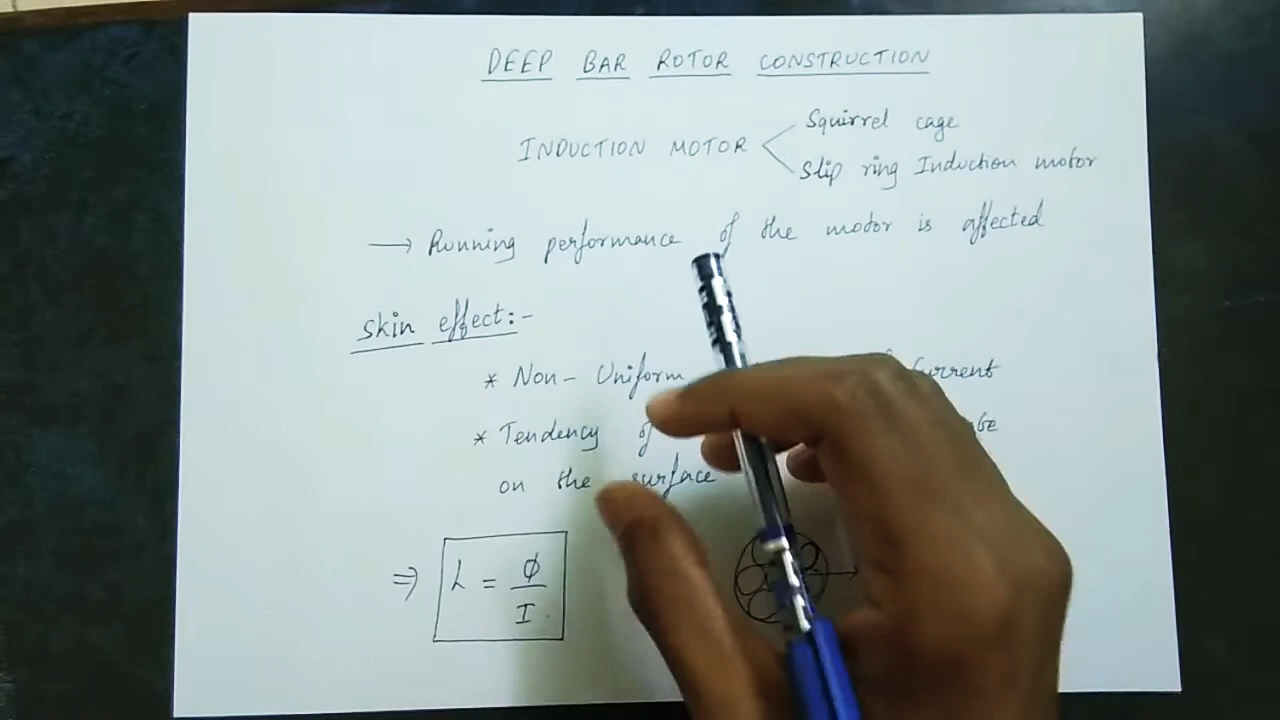 DEEP BAR ROTOR CONSTRUCTION
INDUCTION MOTOR
Squirrel cage
Slip ring Induction motor
→ Running performance of the motor is affected
Skin effect:-
* Non- Uniform Current
* Tendency of
on the surface
⇒ L = Φ / I